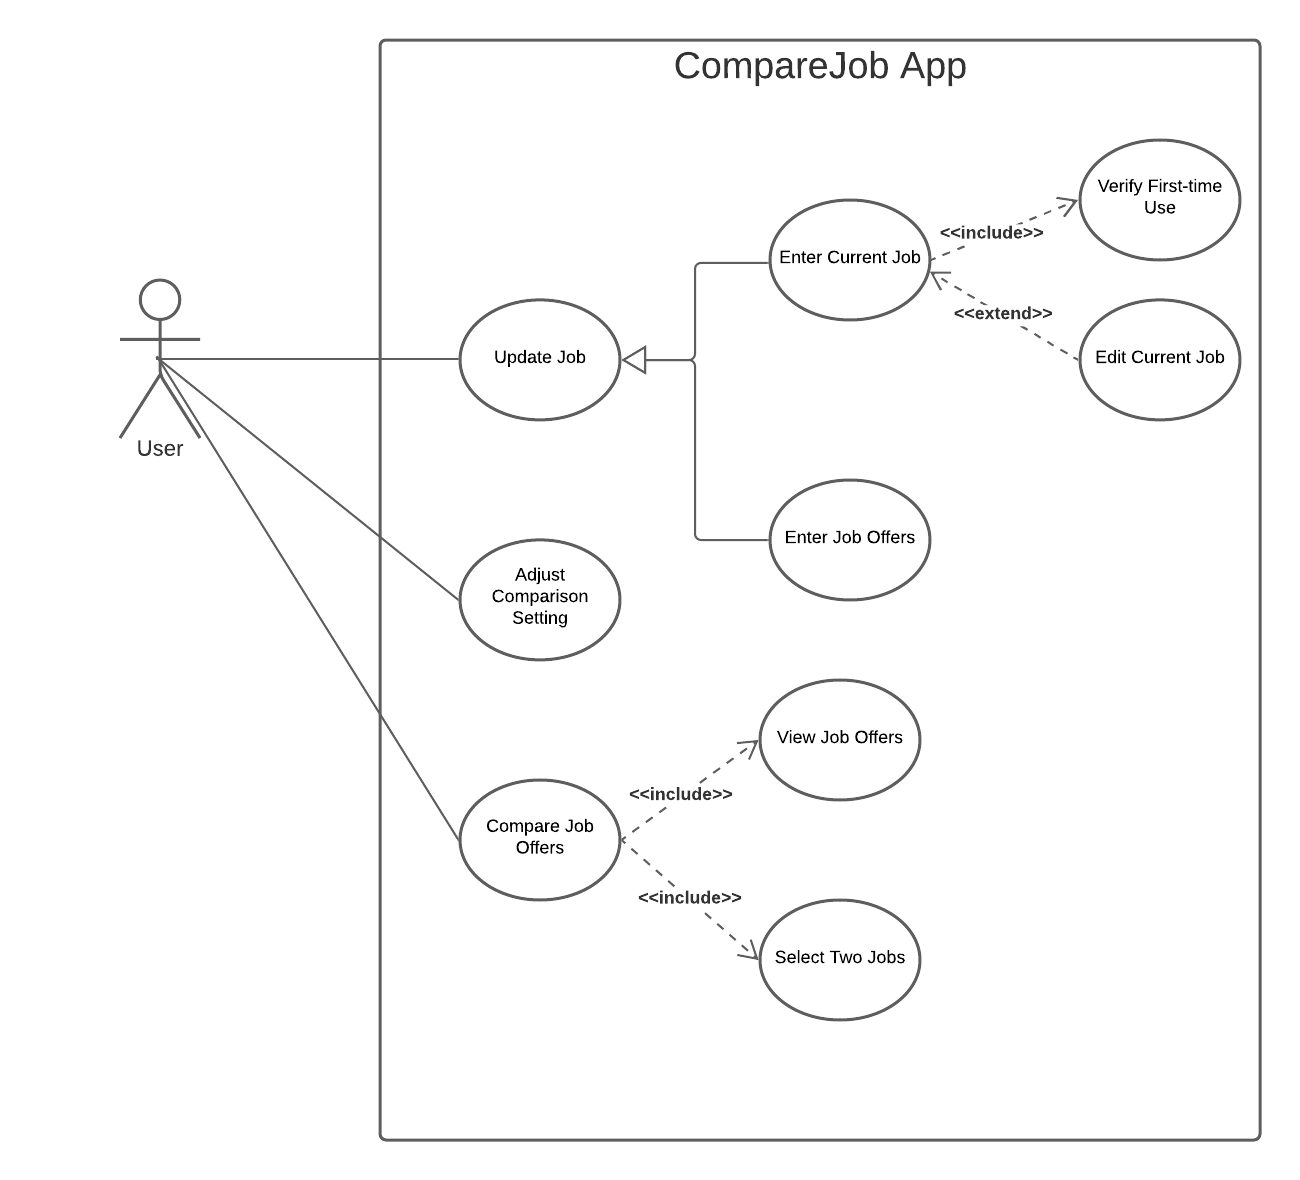 CompareJob App
Verify First-time
Use
<<include>>
Enter Current Job
<<extend>>
Edit Current Job
Update Job
User
Enter Job Offers
Adjust
Comparison
Setting
View Job Offers
<<include>>
Compare Job
Offers
<<include>>
Select Two Jobs